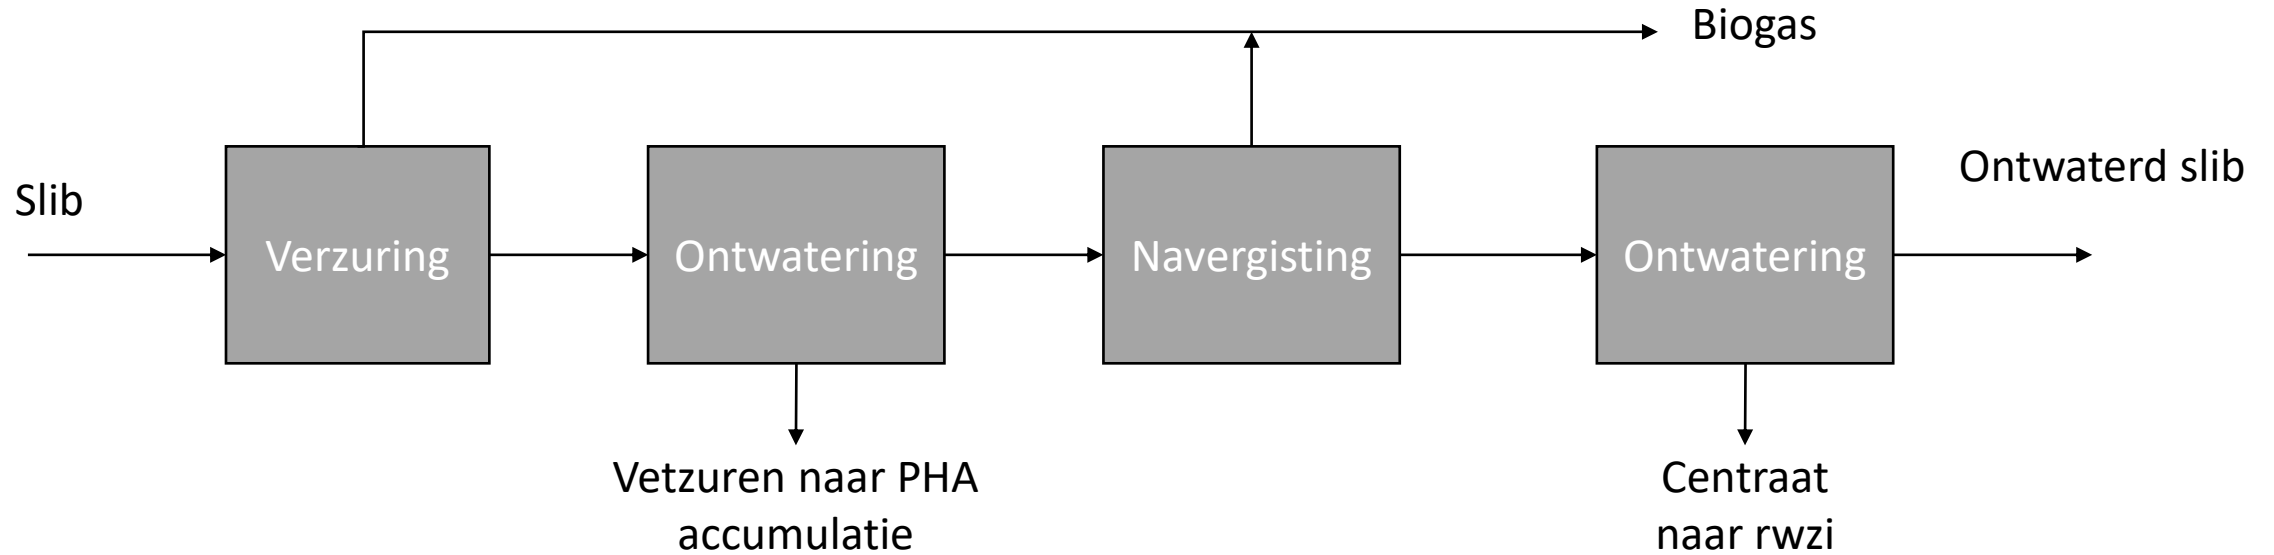 Biogas
Slib
Ontwaterd slib
Verzuring
Ontwatering
Navergisting
Ontwatering
Vetzuren naar PHA
accumulatie
Centraat
naar rwzi